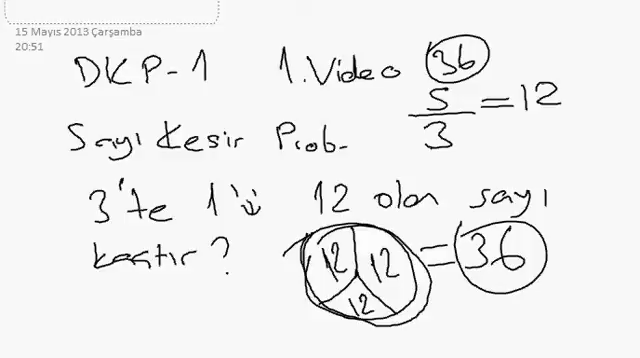 15 Mayıs 2013 Çarşamba
20:51
DKP-1 1.Video 36
S/3 = 12
Sayı Kesir Prob.
3'te 1'i 12 olan sayı
kaçtır?
12 12 12 = 36